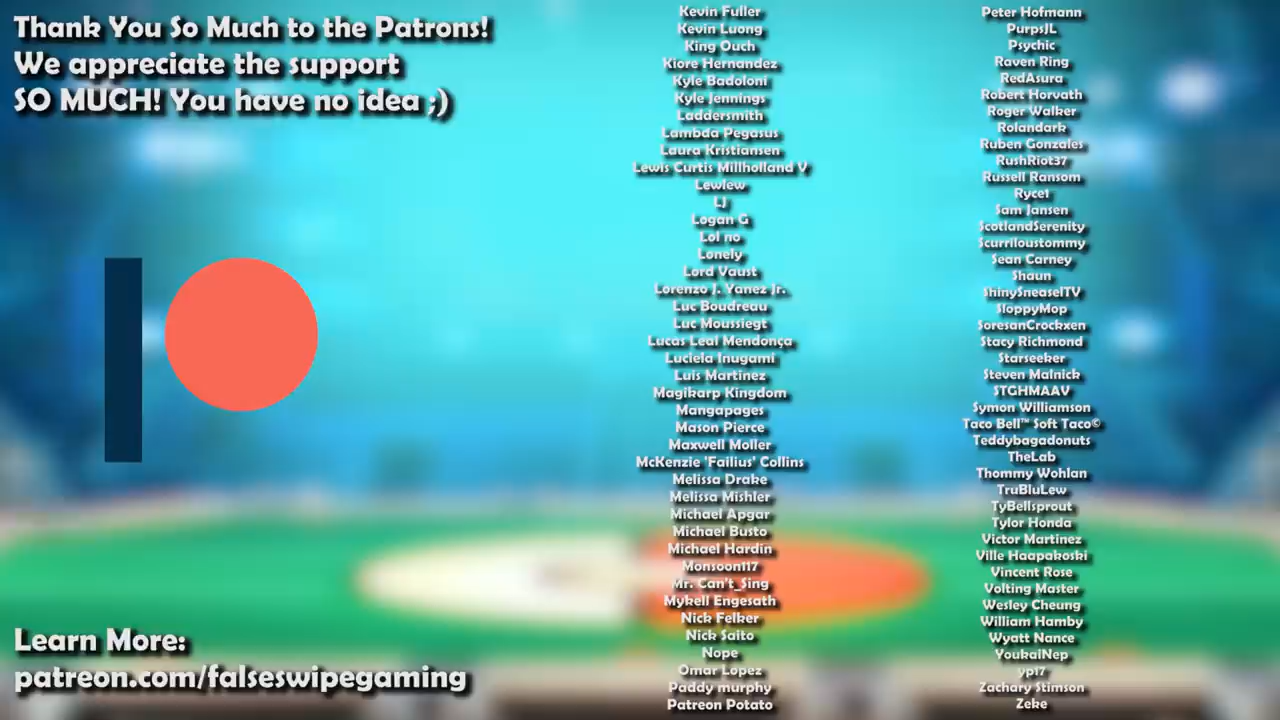 Thank You So Much to the Patrons!
We appreciate the support
SO MUCH! You have no idea ;)
Kevin Fuller
Kevin Luong
King Ouch
Kiore Hernandez
Kyle Badoloni
Kyle Jennings
Laddersmith
Lambda Pegasus
Laura Kristiansen
Lewis Curtis Millholland V
Lewlew
LJ
Logan G
Lol no
Lonely
Lord Vaust
Lorenzo J. Yanez Jr.
Luc Boudreau
Luc Moussiegt
Lucas Leal Mendonça
Luciela Inugami
Luis Martinez
Magikarp Kingdom
Mangapages
Mason Pierce
Maxwell Moller
McKenzie 'Failius' Collins
Melissa Drake
Melissa Mishler
Michael Apgar
Michael Busto
Michael Hardin
Monsoon117
Mr. Can't_Sing
Mykell Engesath
Nick Felker
Nick Saito
Nope
Omar Lopez
Paddy murphy
Patreon Potato
Peter Hofmann
PurpsJL
Psychic
Raven Ring
RedAsura
Robert Horvath
Roger Walker
Rolandark
Ruben Gonzales
RushRiot37
Russell Ransom
Ryce1
Sam Jansen
ScotlandSerenity
Scurrlloustommy
Sean Carney
Shaun
ShinySneaselTV
SloppyMop
SoresanCrockxen
Stacy Richmond
Starseeker
Steven Malnick
STGHMAAV
Symon Williamson
Taco Bell™ Soft Taco©
Teddybagadonuts
TheLab
Thommy Wohlan
TruBluLew
TyBellsprout
Tylor Honda
Victor Martinez
Ville Haapakoski
Vincent Rose
Volting Master
Wesley Cheung
William Hamby
Wyatt Nance
YoukaiNep
yp17
Zachary Stimson
Zeke
Learn More:
patreon.com/falseswipegaming